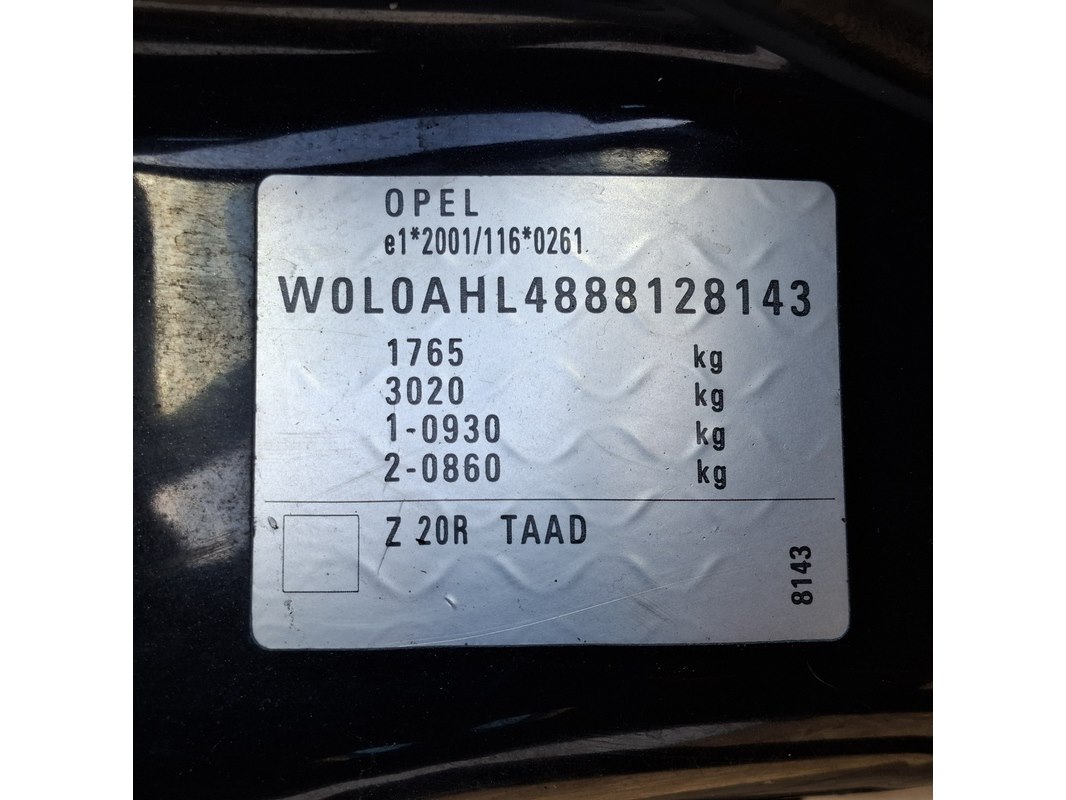 OPEL
e1*2001/116*0261
W0L0AHL4888128143
1765 kg
3020 kg
1-0930 kg
2-0860 kg
Z 20R TAAD
8143